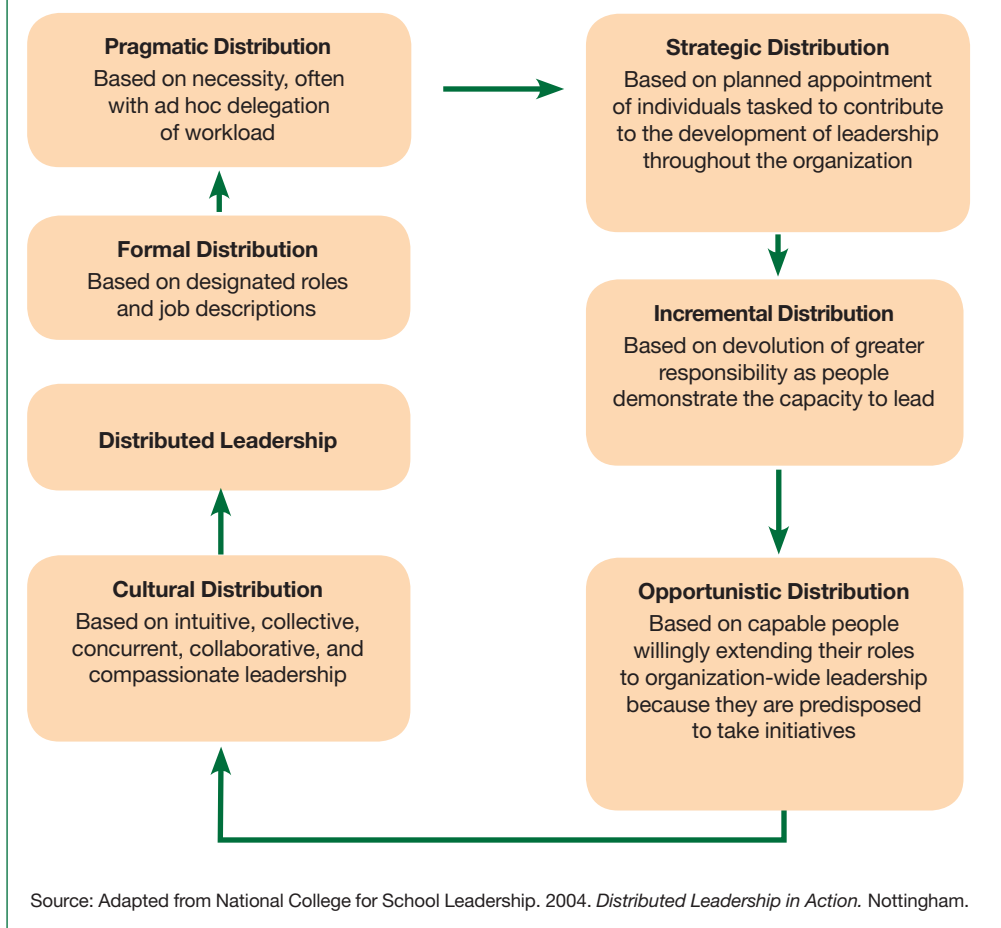 Pragmatic Distribution
Based on necessity, often
with ad hoc delegation
of workload
Strategic Distribution
Based on planned appointment
of individuals tasked to contribute
to the development of leadership
throughout the organization
Formal Distribution
Based on designated roles
and job descriptions
Incremental Distribution
Based on devolution of greater
responsibility as people
demonstrate the capacity to lead
Distributed Leadership
Cultural Distribution
Based on intuitive, collective,
concurrent, collaborative, and
compassionate leadership
Opportunistic Distribution
Based on capable people
willingly extending their roles
to organization-wide leadership
because they are predisposed
to take initiatives
Source: Adapted from National College for School Leadership. 2004. Distributed Leadership in Action. Nottingham.